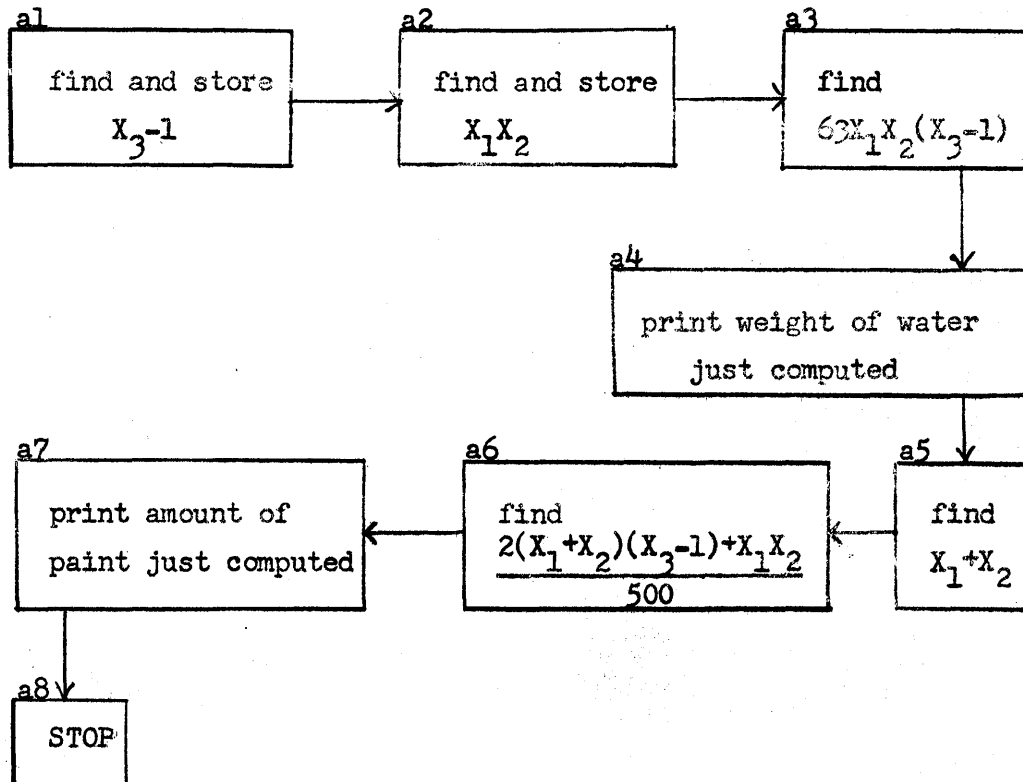 a1
find and store
X₃-1
a2
find and store
X₁X₂
a3
find
63X₁X₂(X₃-1)
a4
print weight of water
just computed
a5
find
X₁+X₂
a6
find
2(X₁+X₂)(X₃-1)+X₁X₂
500
a7
print amount of
paint just computed
a8
STOP